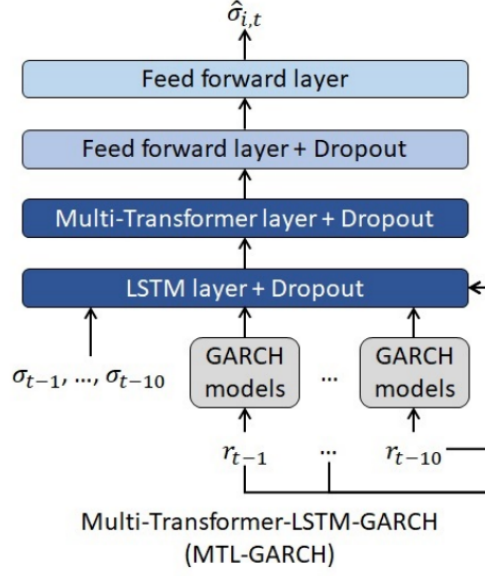 σ̂_{i,t}
Feed forward layer
Feed forward layer + Dropout
Multi-Transformer layer + Dropout
LSTM layer + Dropout
σ_{t−1}, …, σ_{t−10}
GARCH
models
...
GARCH
models
r_{t−1}
...
r_{t−10}
Multi-Transformer-LSTM-GARCH
(MTL-GARCH)